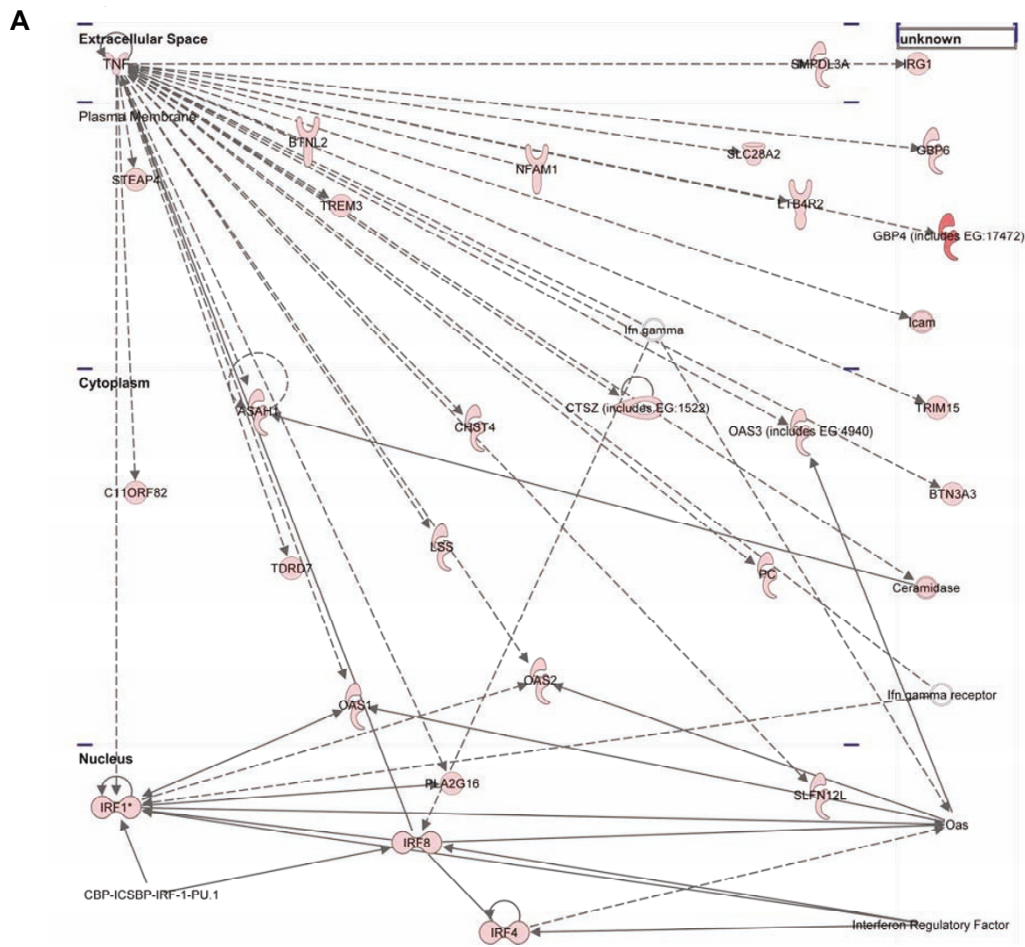 A
Extracellular Space
unknown
TNF
SMPDL3A
IRG1
Plasma Membrane
BTNL2
SLC28A2
GBP6
NFAM1
STEAP4
TREM3
LTB4R2
GBP4 (includes EG:17472)
Icam
Ifn gamma
Cytoplasm
ASAH1
CHST4
CTSZ (includes EG:1522)
TRIM15
OAS3 (includes EG:4940)
C11ORF82
BTN3A3
LSS
TDRD7
PC
Ceramidase
OAS2
Ifn gamma receptor
OAS1
Nucleus
PLA2G16
SLFN12L
IRF1*
Oas
IRF8
CBP-ICSBP-IRF-1-PU.1
IRF4
Interferon Regulatory Factor